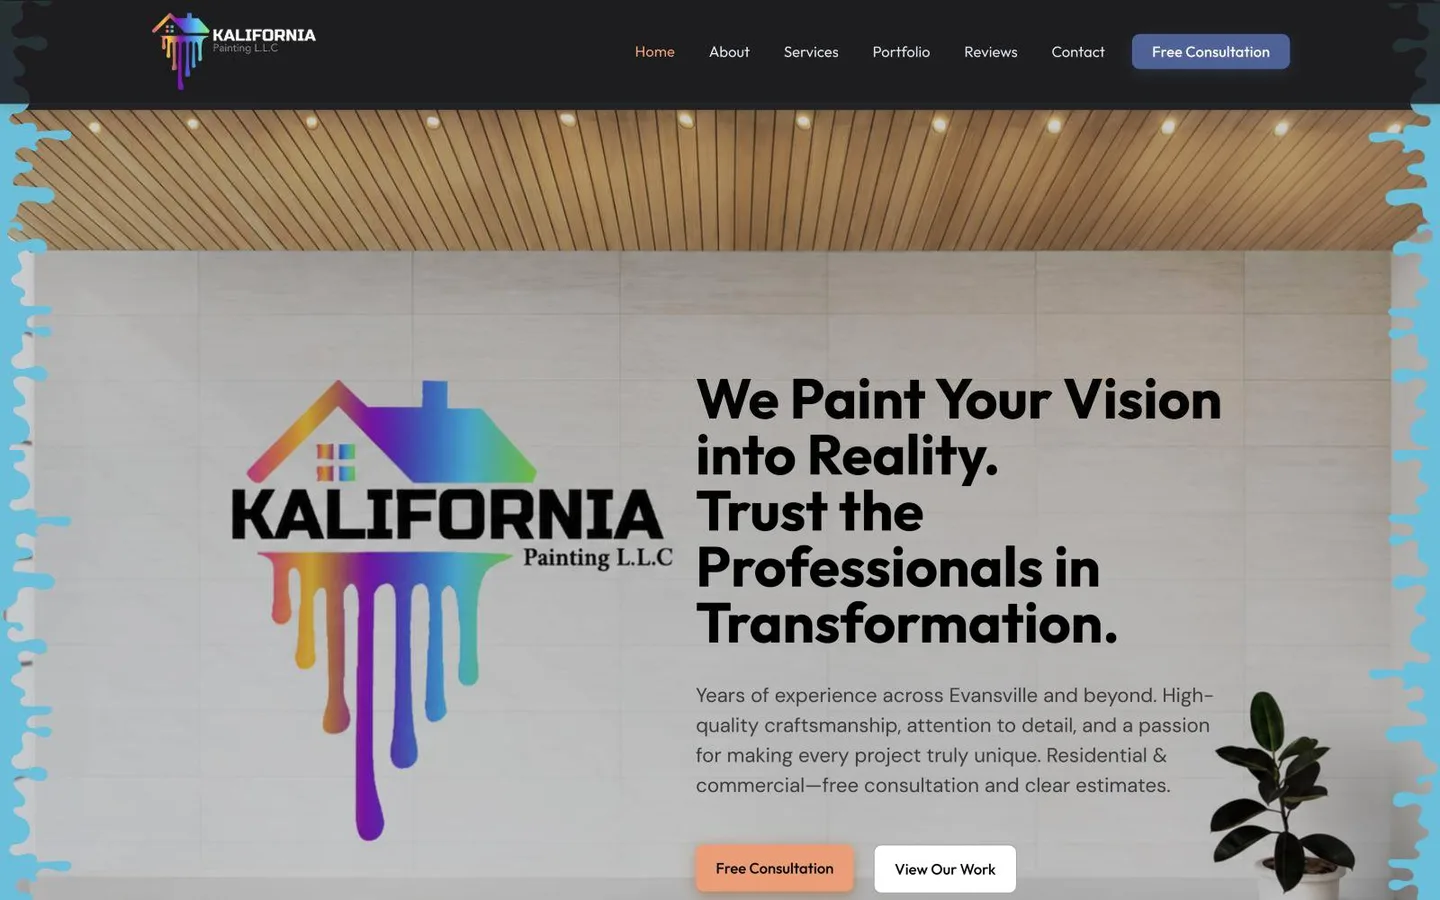 KALIFORNIA
Painting L.L.C
Home
About
Services
Portfolio
Reviews
Contact
Free Consultation
KALIFORNIA
Painting L.L.C
We Paint Your Vision
into Reality.
Trust the
Professionals in
Transformation.
Years of experience across Evansville and beyond. High-
quality craftsmanship, attention to detail, and a passion
for making every project truly unique. Residential &
commercial—free consultation and clear estimates.
Free Consultation
View Our Work